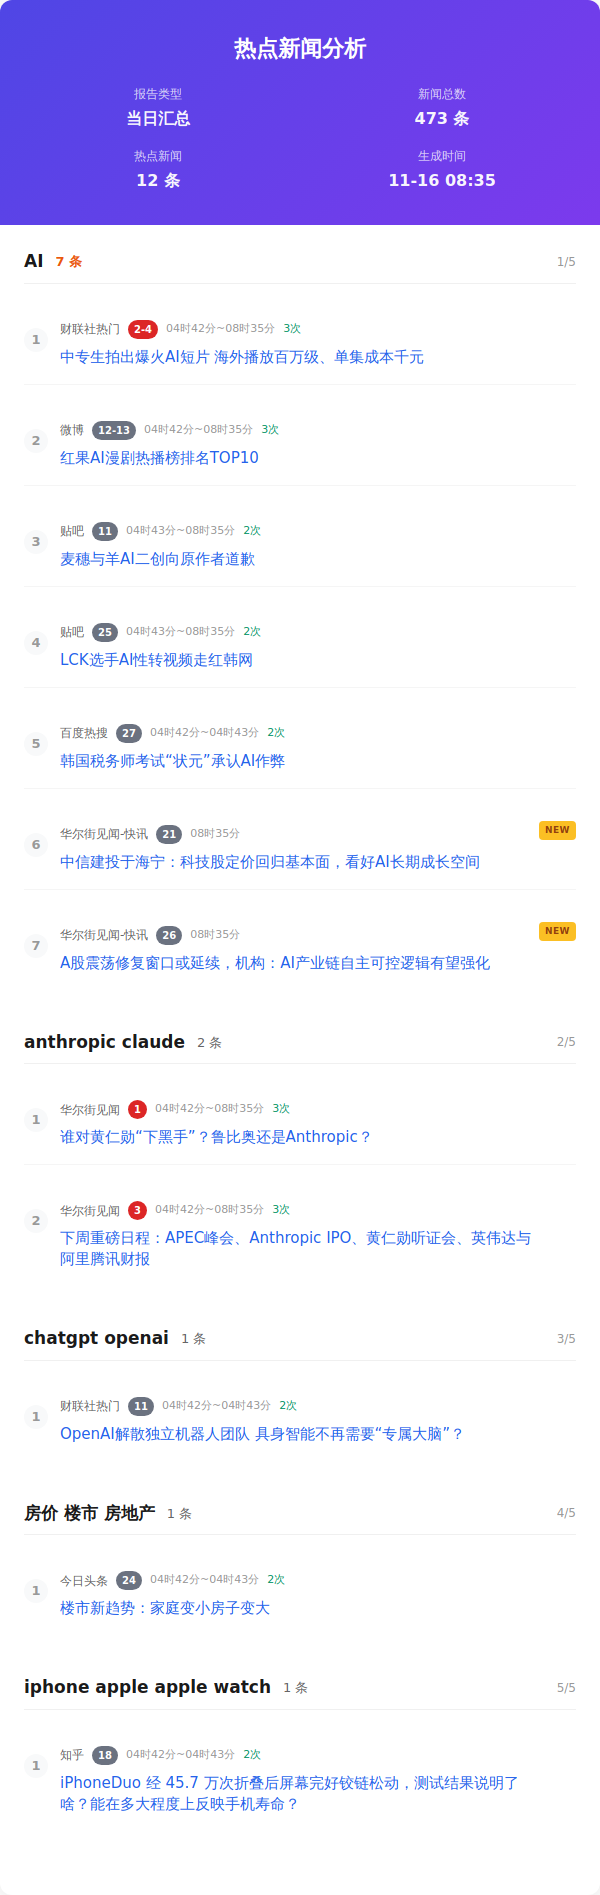 热点新闻分析
报告类型
当日汇总
新闻总数
473 条
热点新闻
12 条
生成时间
11-16 08:35
AI 7 条 1/5
1 财联社热门 2-4 04时42分~08时35分 3次
中专生拍出爆火AI短片 海外播放百万级、单集成本千元
2 微博 12-13 04时42分~08时35分 3次
红果AI漫剧热播榜排名TOP10
3 贴吧 11 04时43分~08时35分 2次
麦穗与羊AI二创向原作者道歉
4 贴吧 25 04时43分~08时35分 2次
LCK选手AI性转视频走红韩网
5 百度热搜 27 04时42分~04时43分 2次
韩国税务师考试“状元”承认AI作弊
6 华尔街见闻-快讯 21 08时35分 NEW
中信建投于海宁：科技股定价回归基本面，看好AI长期成长空间
7 华尔街见闻-快讯 26 08时35分 NEW
A股震荡修复窗口或延续，机构：AI产业链自主可控逻辑有望强化
anthropic claude 2 条 2/5
1 华尔街见闻 1 04时42分~08时35分 3次
谁对黄仁勋“下黑手”？鲁比奥还是Anthropic？
2 华尔街见闻 3 04时42分~08时35分 3次
下周重磅日程：APEC峰会、Anthropic IPO、黄仁勋听证会、英伟达与
阿里腾讯财报
chatgpt openai 1 条 3/5
1 财联社热门 11 04时42分~04时43分 2次
OpenAI解散独立机器人团队 具身智能不再需要“专属大脑”？
房价 楼市 房地产 1 条 4/5
1 今日头条 24 04时42分~04时43分 2次
楼市新趋势：家庭变小房子变大
iphone apple apple watch 1 条 5/5
1 知乎 18 04时42分~04时43分 2次
iPhoneDuo 经 45.7 万次折叠后屏幕完好铰链松动，测试结果说明了
啥？能在多大程度上反映手机寿命？